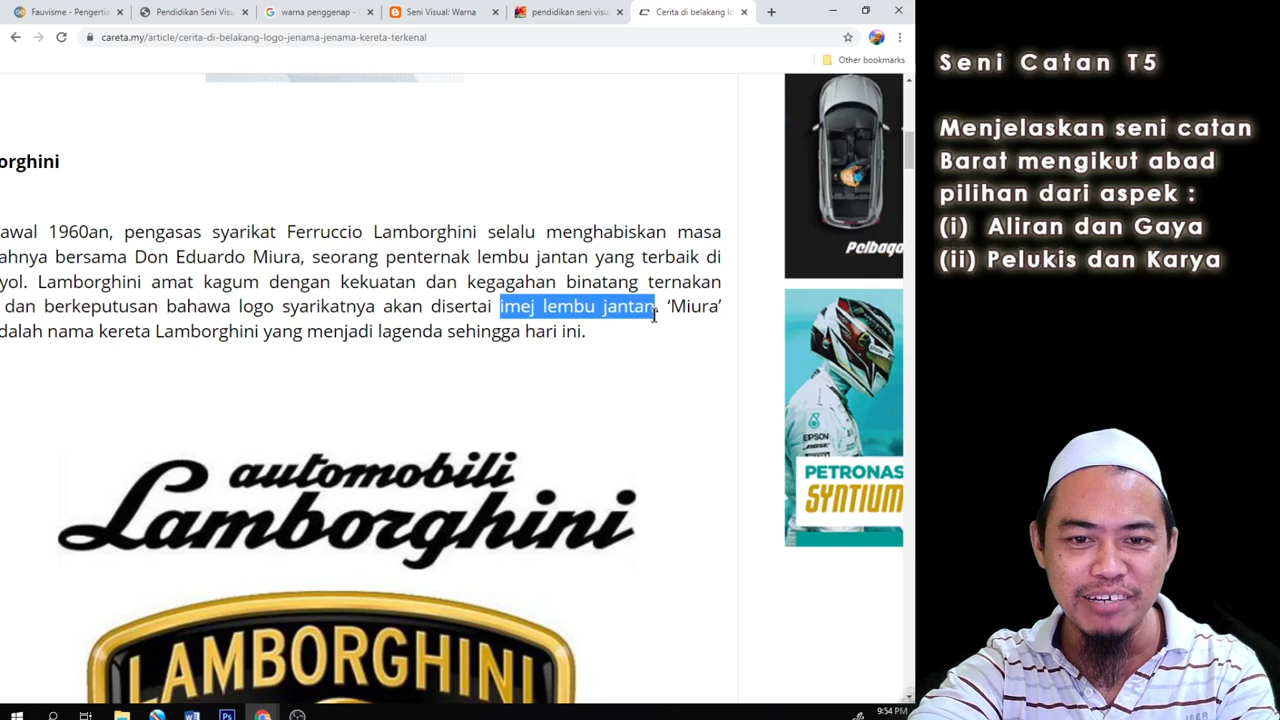 Fauvisme - Pengertia
Pendidikan Seni Visu
warna penggenap -
Seni Visual: Warna
pendidikan seni visu
Cerita di belakang lo
careta.my/article/cerita-di-belakang-logo-jenama-jenama-kereta-terkenal
Other bookmarks
orghini
awal 1960an, pengasas syarikat Ferruccio Lamborghini selalu menghabiskan masa
ahnya bersama Don Eduardo Miura, seorang penternak lembu jantan yang terbaik di
yol. Lamborghini amat kagum dengan kekuatan dan kegagahan binatang ternakan
dan berkeputusan bahawa logo syarikatnya akan disertai imej lembu jantan. ‘Miura’
dalah nama kereta Lamborghini yang menjadi lagenda sehingga hari ini.
automobili
Lamborghini
LAMBORGHINI
Pelbaga
EPSON
BOSE
PETRONAS
SYNTIUM
9:54 PM
Seni Catan T5
Menjelaskan seni catan
Barat mengikut abad
pilihan dari aspek :
(i) Aliran dan Gaya
(ii) Pelukis dan Karya